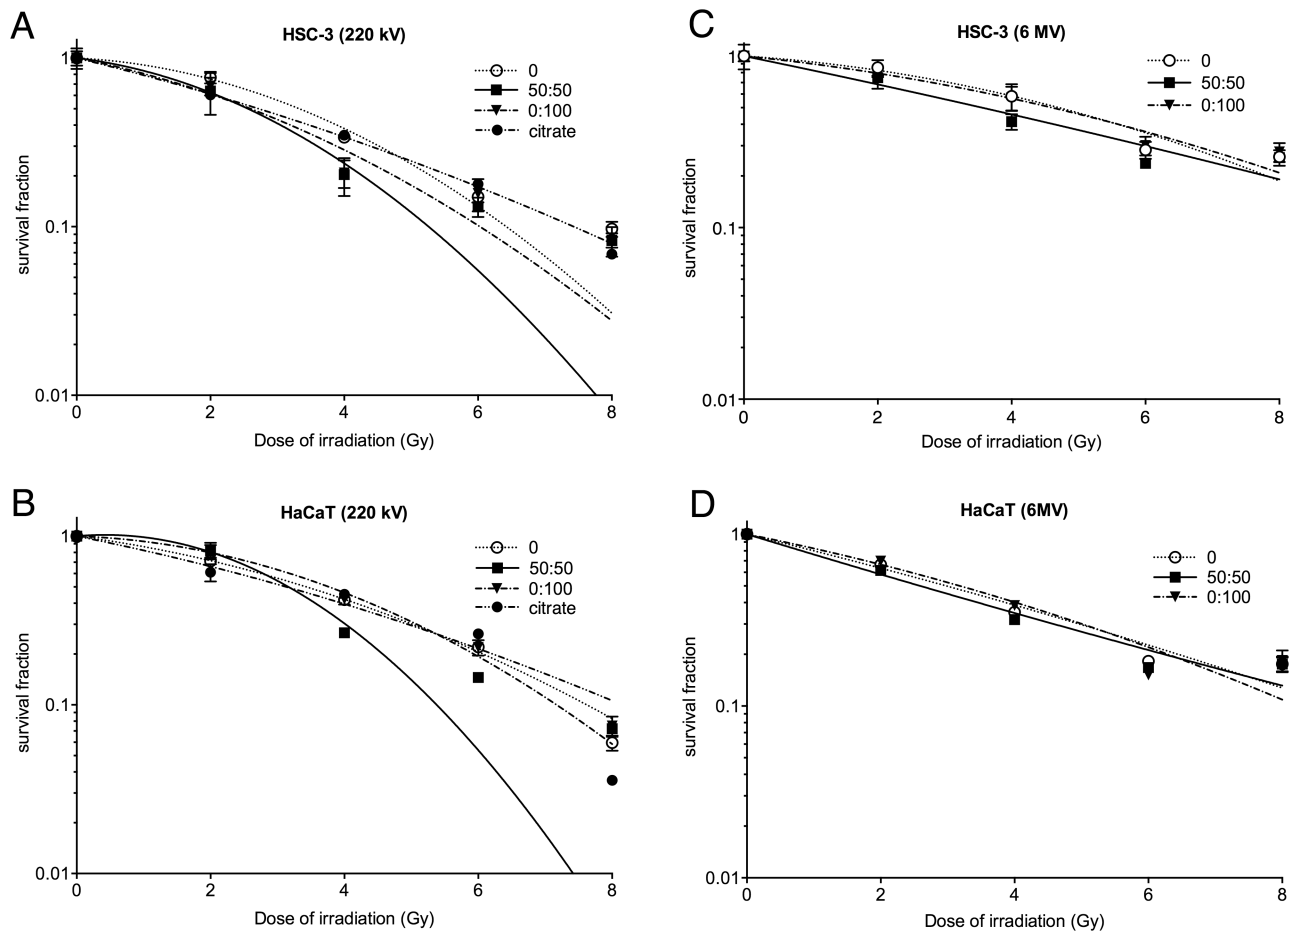 A
HSC-3 (220 kV)
0
50:50
0:100
citrate
1
0.1
0.01
survival fraction
0 2 4 6 8
Dose of irradiation (Gy)
C
HSC-3 (6 MV)
0
50:50
0:100
1
0.1
0.01
survival fraction
0 2 4 6 8
Dose of irradiation (Gy)
B
HaCaT (220 kV)
0
50:50
0:100
citrate
1
0.1
0.01
survival fraction
0 2 4 6 8
Dose of irradiation (Gy)
D
HaCaT (6MV)
0
50:50
0:100
1
0.1
0.01
survival fraction
0 2 4 6 8
Dose of irradiation (Gy)